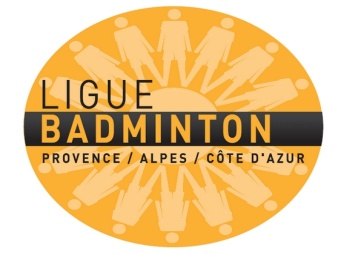 LIGUE
BADMINTON
PROVENCE / ALPES / CÔTE D'AZUR